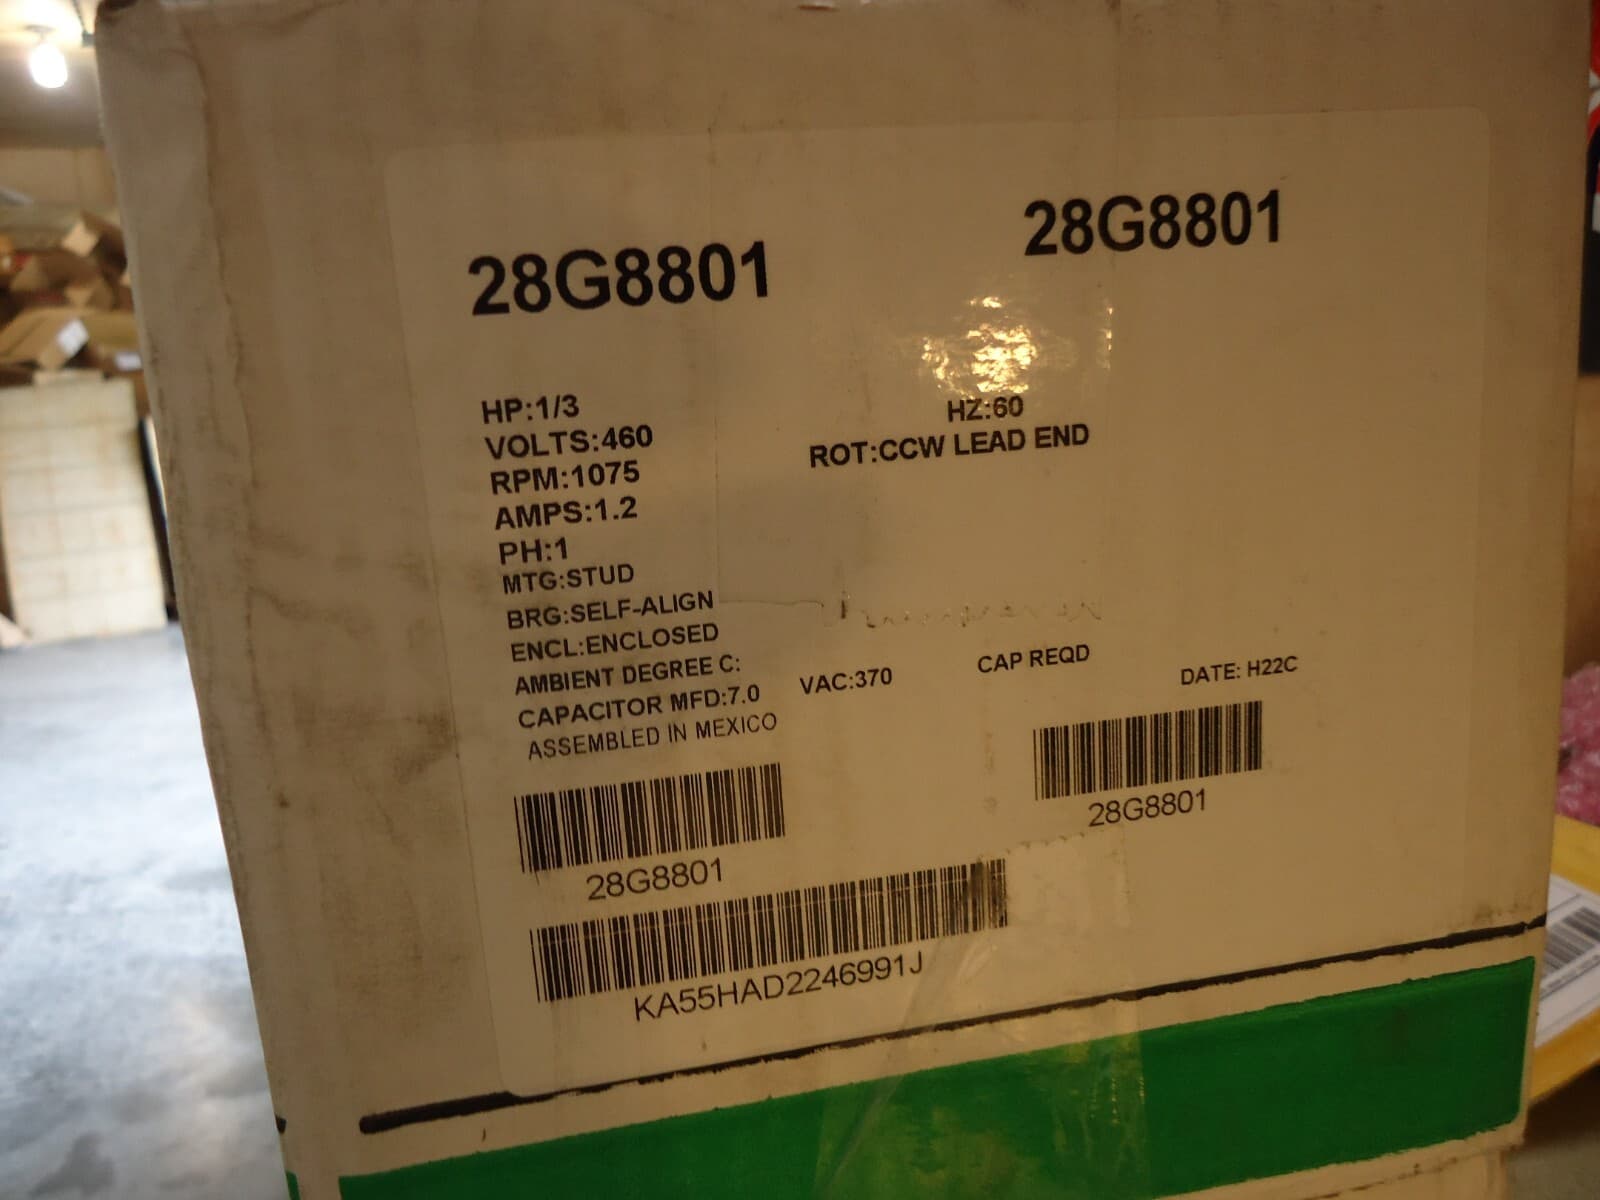 28G8801
28G8801
HP:1/3
HZ:60
VOLTS:460
ROT:CCW LEAD END
RPM:1075
AMPS:1.2
PH:1
MTG:STUD
BRG:SELF-ALIGN
ENCL:ENCLOSED
AMBIENT DEGREE C:
CAPACITOR MFD:7.0 VAC:370 CAP REQD DATE: H22C
ASSEMBLED IN MEXICO
28G8801
28G8801
KA55HAD2246991J